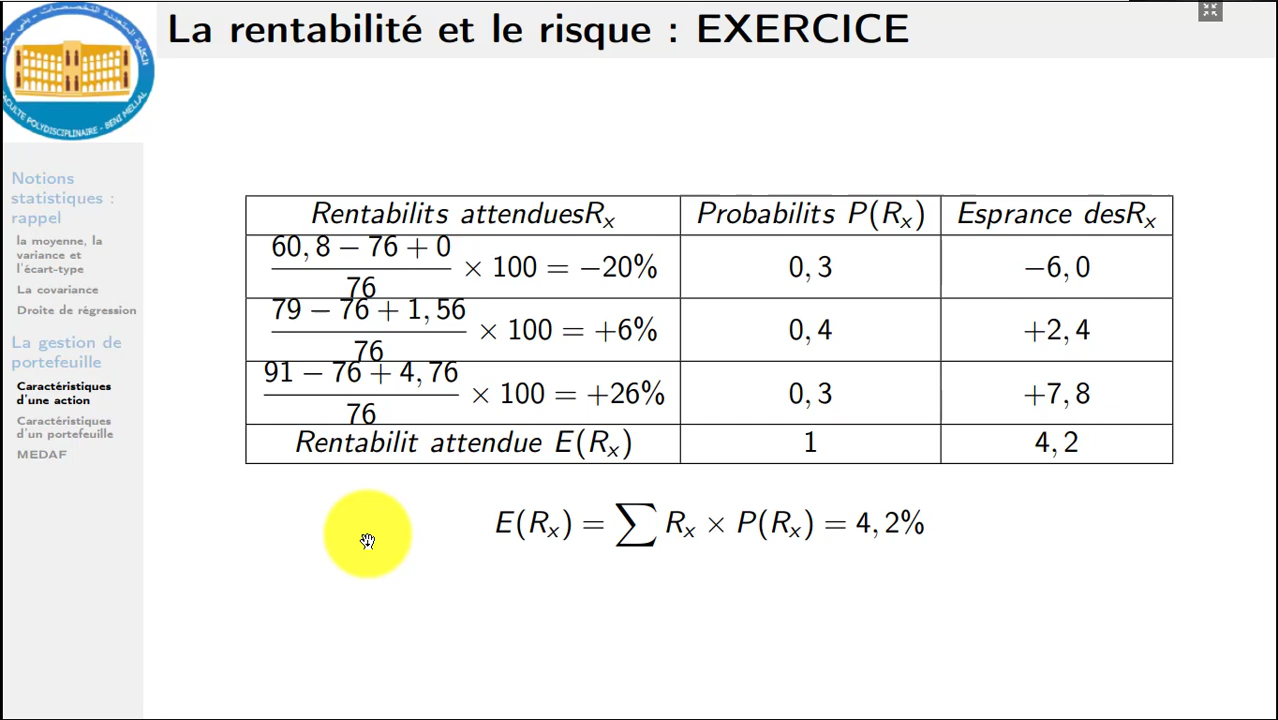 La rentabilité et le risque : EXERCICE
FACULTE POLYDISCIPLINAIRE - BENI MELLAL
Notions
statistiques :
rappel
la moyenne, la
variance et
l'écart-type
La covariance
Droite de régression
La gestion de
portefeuille
Caractéristiques
d'une action
Caractéristiques
d'un portefeuille
MEDAF
Rentabilits attenduesRₓ Probabilits P(Rₓ) Esprance desRₓ
60, 8 − 76 + 0 / 76 × 100 = −20% 0, 3 −6, 0
79 − 76 + 1, 56 / 76 × 100 = +6% 0, 4 +2, 4
91 − 76 + 4, 76 / 76 × 100 = +26% 0, 3 +7, 8
Rentabilit attendue E(Rₓ) 1 4, 2
E(Rₓ) = ∑ Rₓ × P(Rₓ) = 4, 2%